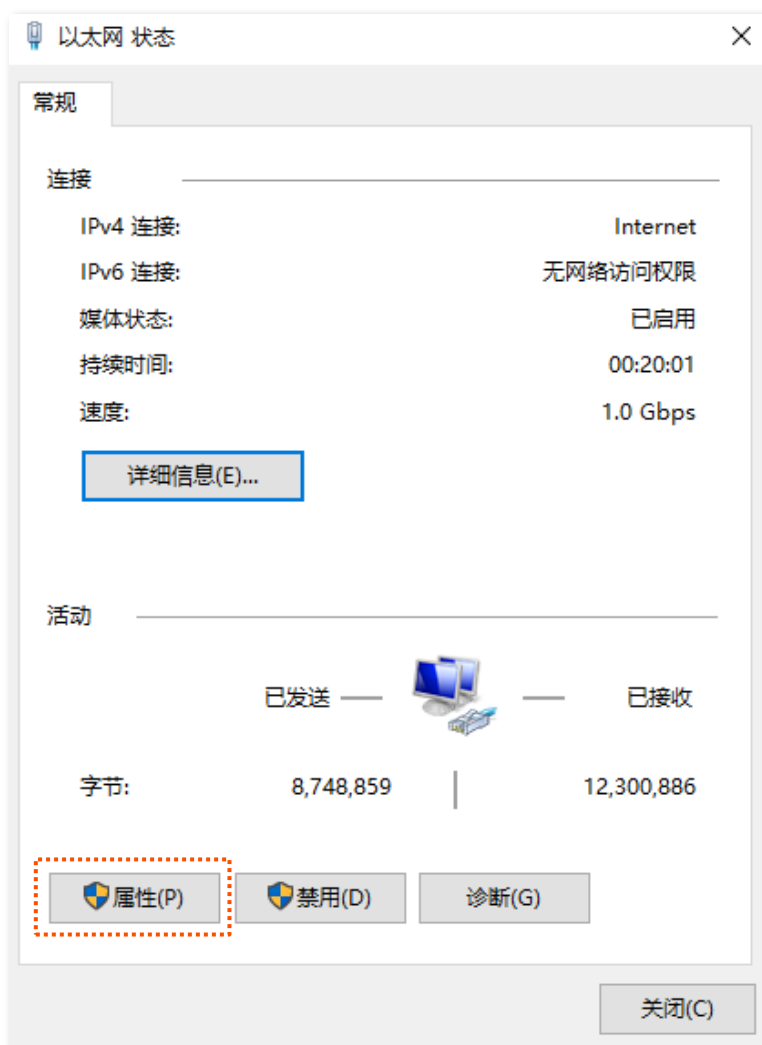 以太网 状态
常规
连接
IPv4 连接: Internet
IPv6 连接: 无网络访问权限
媒体状态: 已启用
持续时间: 00:20:01
速度: 1.0 Gbps
详细信息(E)...
活动
已发送 — — 已接收
字节: 8,748,859 12,300,886
属性(P) 禁用(D) 诊断(G)
关闭(C)